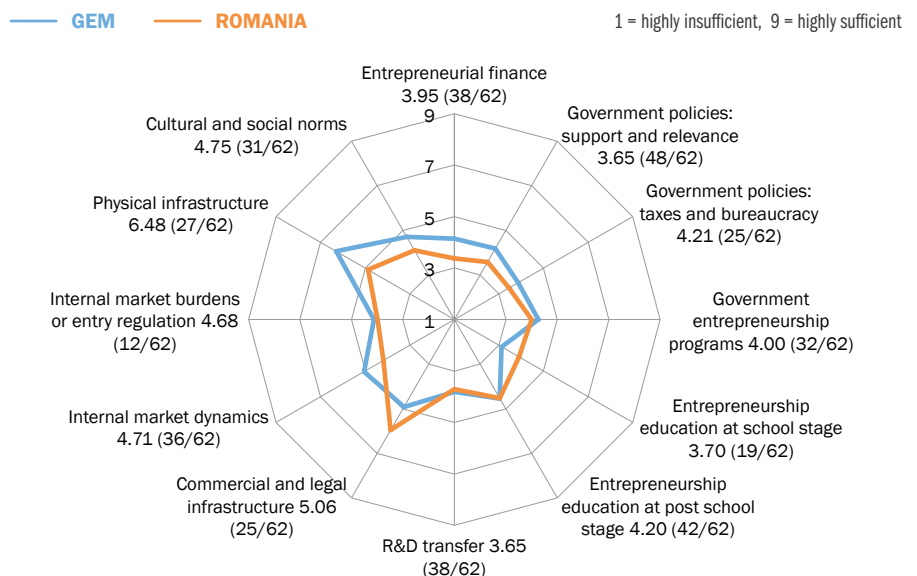 GEM
ROMANIA
1 = highly insufficient, 9 = highly sufficient
Entrepreneurial finance
3.95 (38/62)
Government policies:
support and relevance
3.65 (48/62)
Government policies:
taxes and bureaucracy
4.21 (25/62)
Government
entrepreneurship
programs 4.00 (32/62)
Entrepreneurship
education at school stage
3.70 (19/62)
Entrepreneurship
education at post school
stage 4.20 (42/62)
R&D transfer 3.65
(38/62)
Commercial and legal
infrastructure 5.06
(25/62)
Internal market dynamics
4.71 (36/62)
Internal market burdens
or entry regulation 4.68
(12/62)
Physical infrastructure
6.48 (27/62)
Cultural and social norms
4.75 (31/62)
9
7
5
3
1